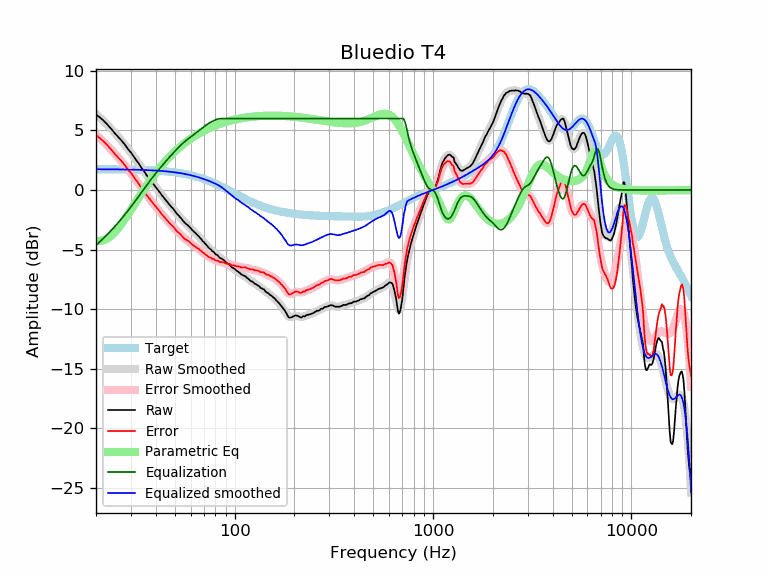 Bluedio T4
10
5
0
−5
−10
−15
−20
−25
Amplitude (dBr)
Target
Raw Smoothed
Error Smoothed
Raw
Error
Parametric Eq
Equalization
Equalized smoothed
100
1000
10000
Frequency (Hz)